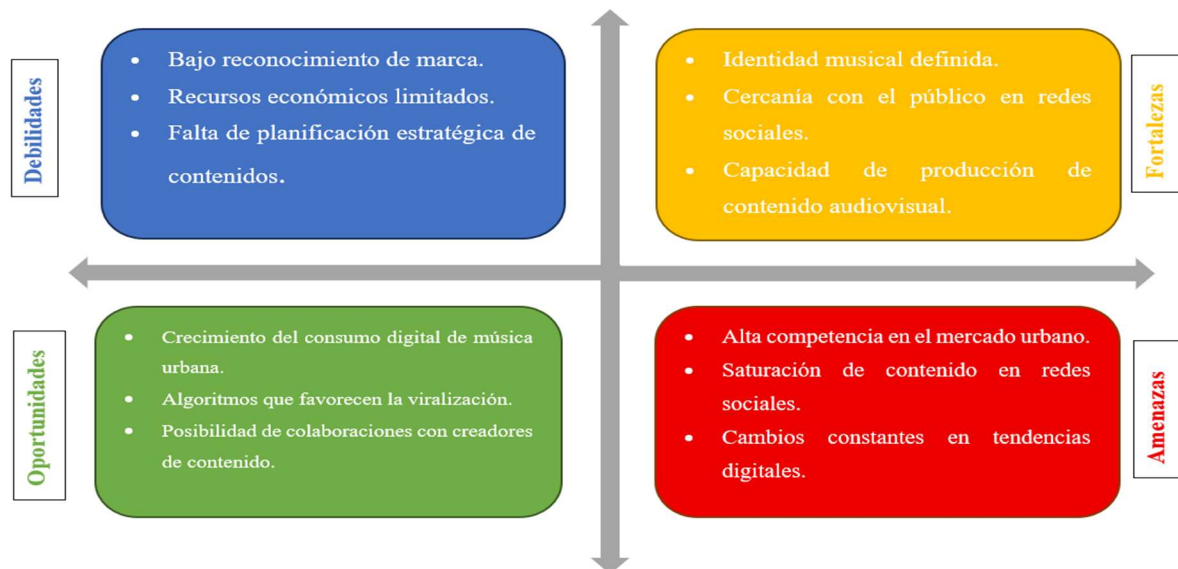 Debilidades
• Bajo reconocimiento de marca.
• Recursos económicos limitados.
• Falta de planificación estratégica de
contenidos.
Fortalezas
• Identidad musical definida.
• Cercanía con el público en redes
sociales.
• Capacidad de producción de
contenido audiovisual.
Oportunidades
• Crecimiento del consumo digital de música
urbana.
• Algoritmos que favorecen la viralización.
• Posibilidad de colaboraciones con creadores
de contenido.
Amenazas
• Alta competencia en el mercado urbano.
• Saturación de contenido en redes
sociales.
• Cambios constantes en tendencias
digitales.